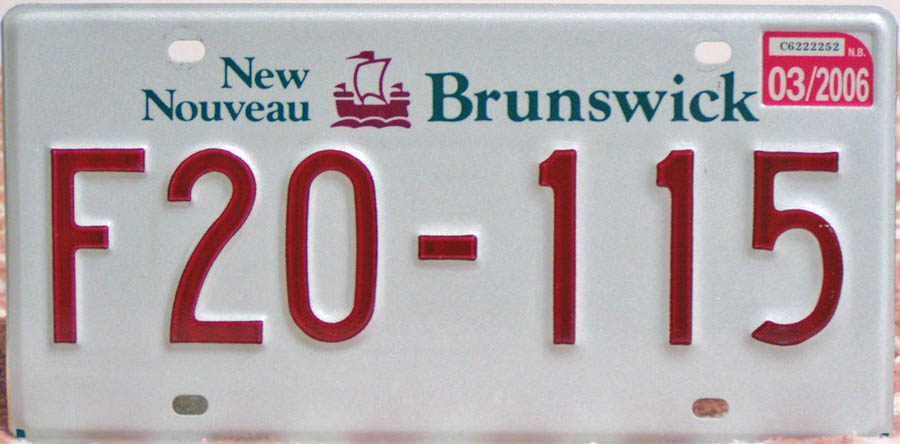 C6222252 N.B.
03/2006
New
Nouveau Brunswick
F20-115